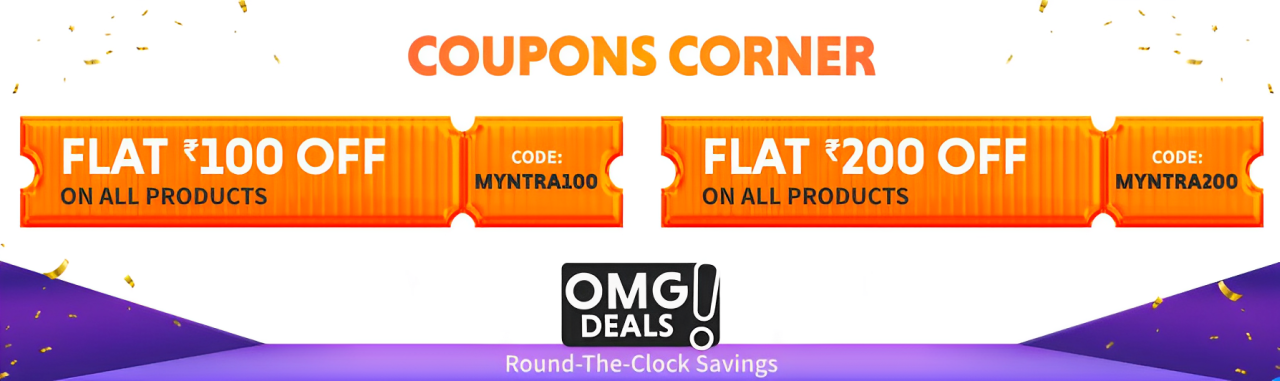 COUPONS CORNER
FLAT ₹100 OFF
ON ALL PRODUCTS
CODE:
MYNTRA100
FLAT ₹200 OFF
ON ALL PRODUCTS
CODE:
MYNTRA200
OMG!
DEALS
Round-The-Clock Savings